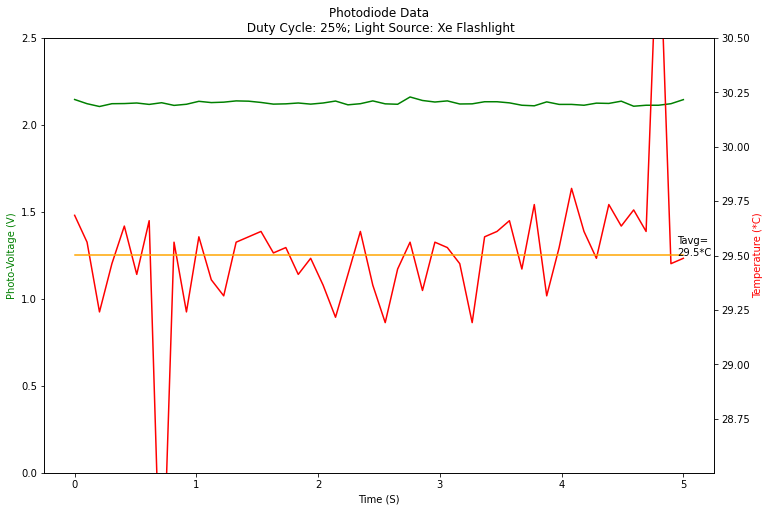 Photodiode Data
Duty Cycle: 25%; Light Source: Xe Flashlight
2.5
2.0
1.5
1.0
0.5
0.0
Photo-Voltage (V)
30.50
30.25
30.00
29.75
29.50
29.25
29.00
28.75
Temperature (*C)
Tavg=
29.5*C
0
1
2
3
4
5
Time (S)